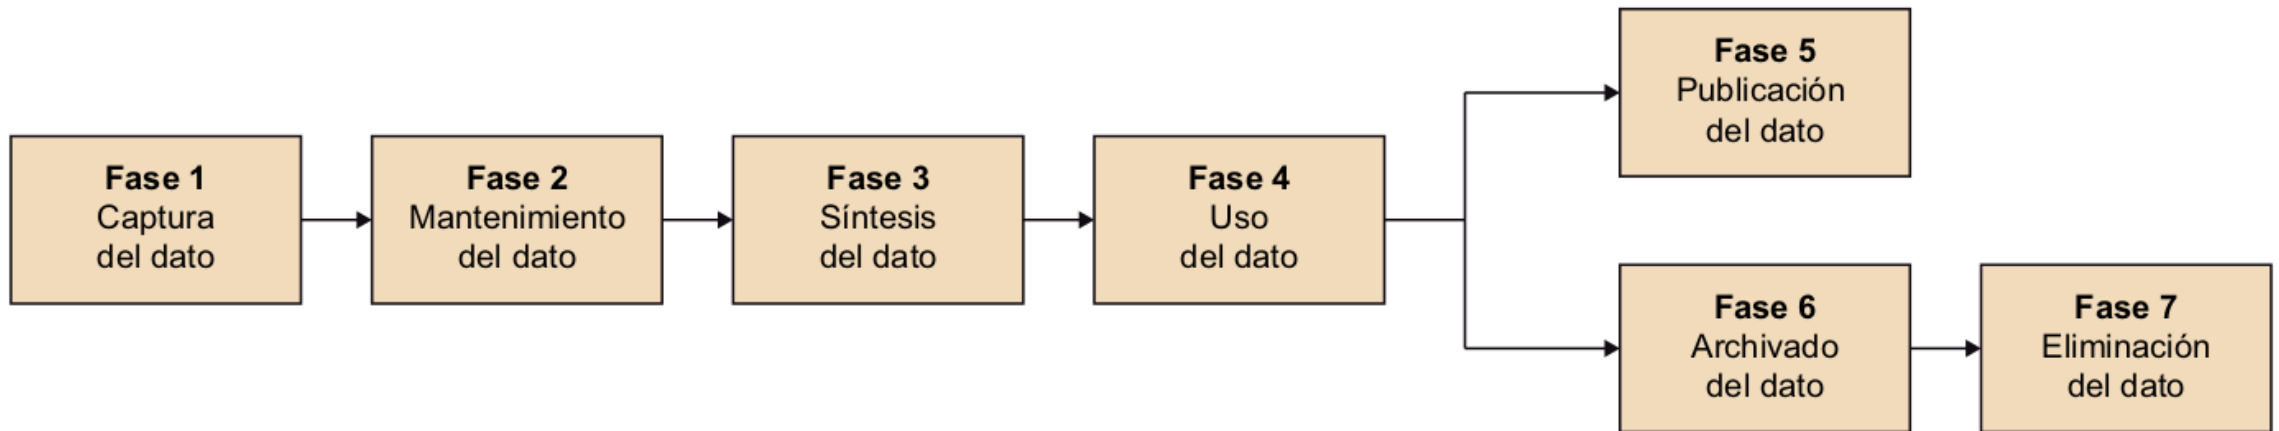 Fase 1
Captura
del dato
Fase 2
Mantenimiento
del dato
Fase 3
Síntesis
del dato
Fase 4
Uso
del dato
Fase 5
Publicación
del dato
Fase 6
Archivado
del dato
Fase 7
Eliminación
del dato